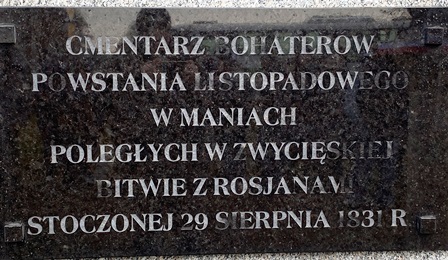 CMENTARZ BOHATERÓW
POWSTANIA LISTOPADOWEGO
W MANIACH
POLEGŁYCH W ZWYCIĘSKIEJ
BITWIE Z ROSJANAMI
STOCZONEJ 29 SIERPNIA 1831 R